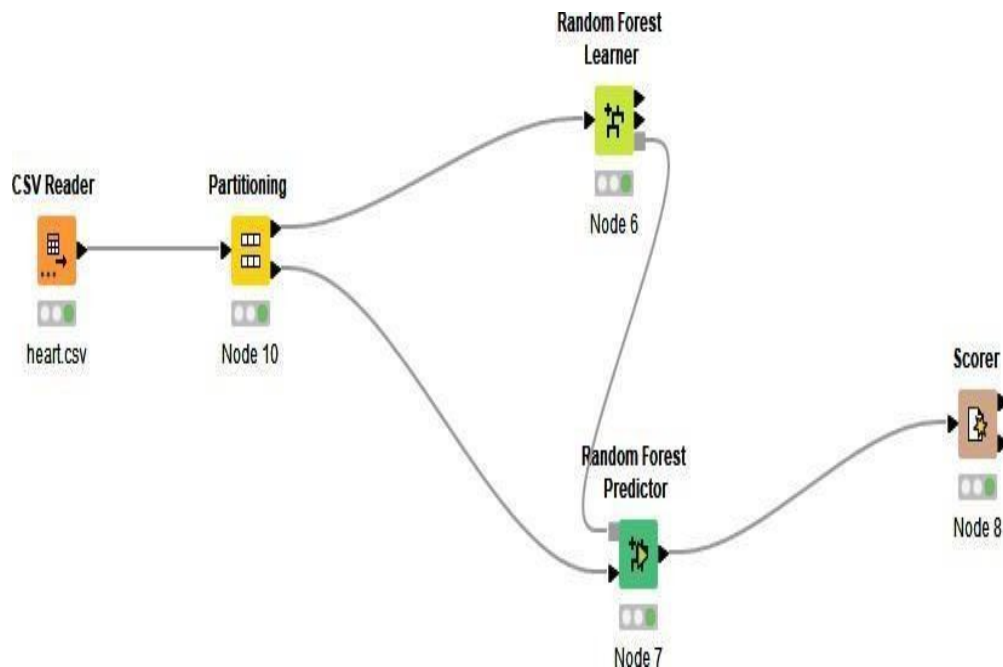 Random Forest
Learner
Node 6
CSV Reader
heart.csv
Partitioning
Node 10
Random Forest
Predictor
Node 7
Scorer
Node 8